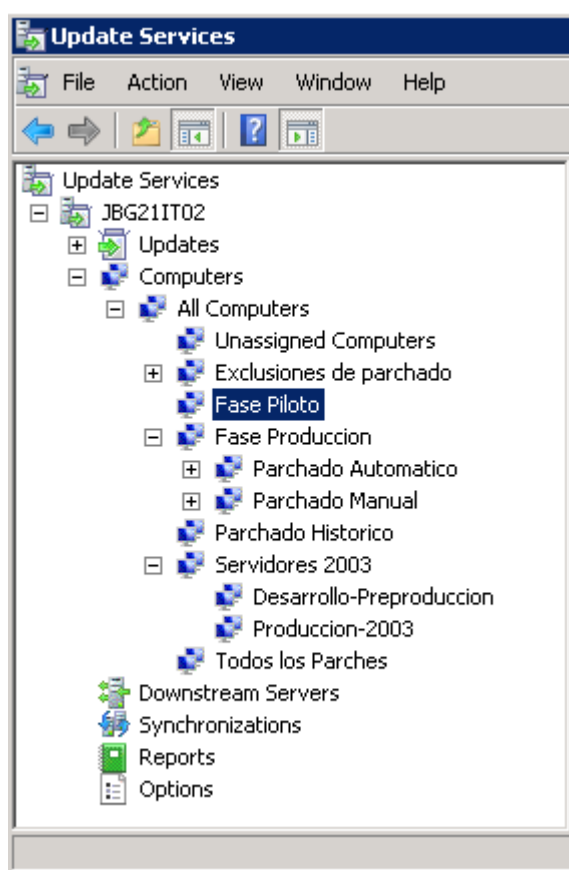 Update Services
File Action View Window Help
Update Services
JBG21IT02
Updates
Computers
All Computers
Unassigned Computers
Exclusiones de parchado
Fase Piloto
Fase Produccion
Parchado Automatico
Parchado Manual
Parchado Historico
Servidores 2003
Desarrollo-Preproduccion
Produccion-2003
Todos los Parches
Downstream Servers
Synchronizations
Reports
Options